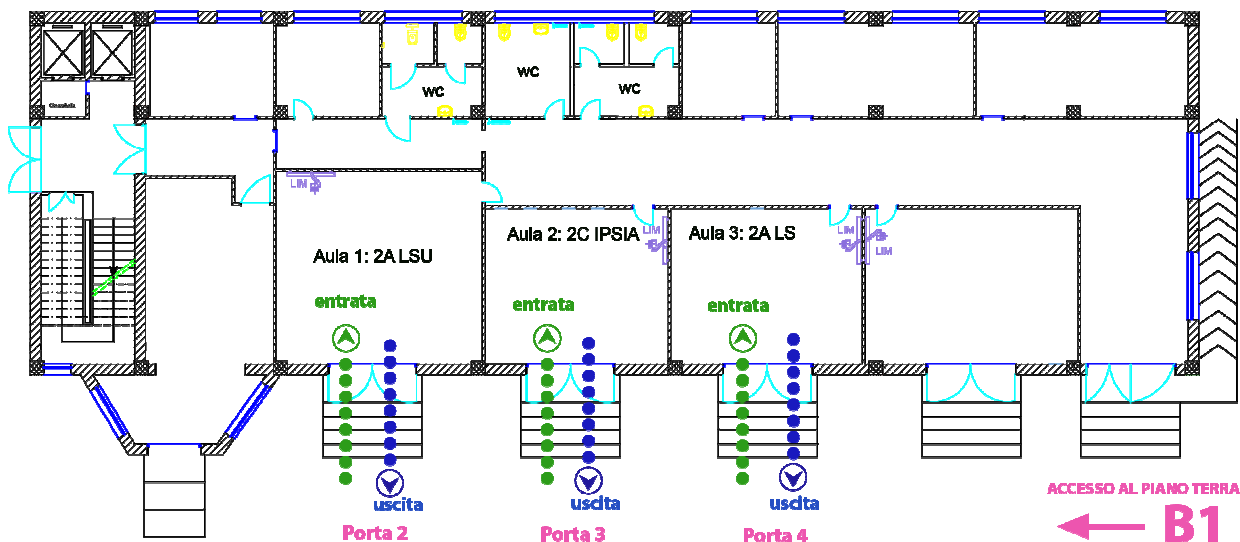 WC
WC
WC
LIM
Aula 1: 2A LSU
Aula 2: 2C IPSIA
LIM
Aula 3: 2A LS
LIM
LIM
entrata
entrata
entrata
uscita
uscita
uscita
Porta 2
Porta 3
Porta 4
ACCESSO AL PIANO TERRA
B1